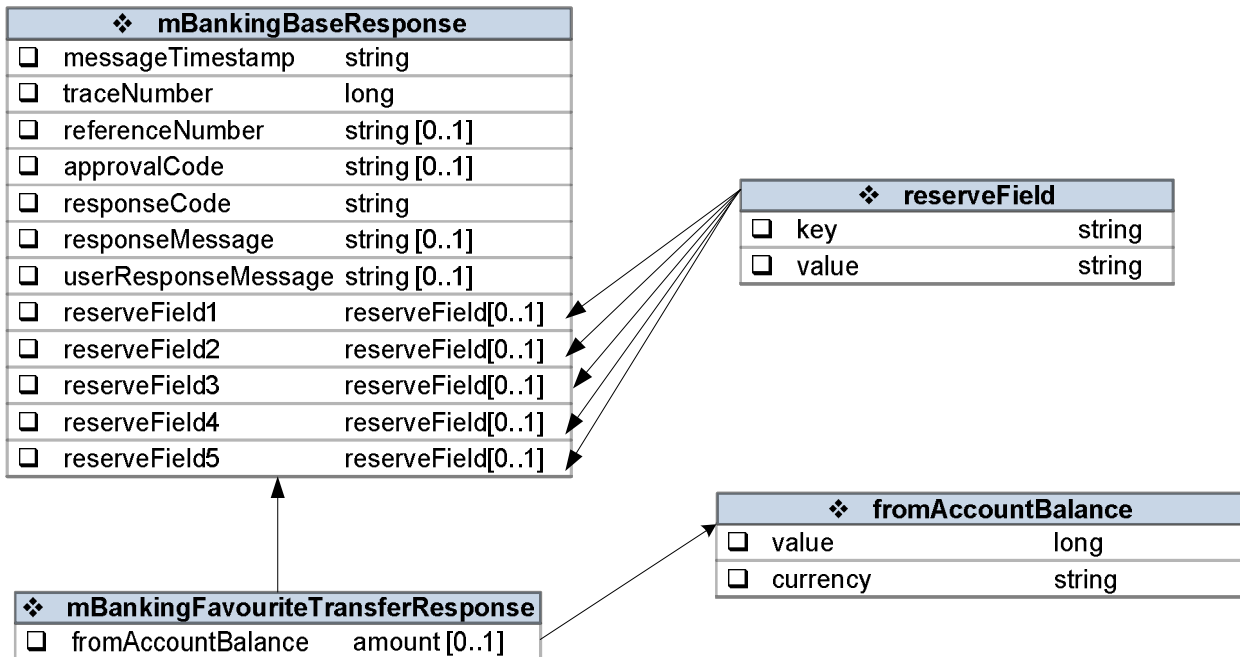 ❖ mBankingBaseResponse
❑ messageTimestamp string
❑ traceNumber long
❑ referenceNumber string [0..1]
❑ approvalCode string [0..1]
❑ responseCode string
❑ responseMessage string [0..1]
❑ userResponseMessage string [0..1]
❑ reserveField1 reserveField[0..1]
❑ reserveField2 reserveField[0..1]
❑ reserveField3 reserveField[0..1]
❑ reserveField4 reserveField[0..1]
❑ reserveField5 reserveField[0..1]
❖ reserveField
❑ key string
❑ value string
❖ fromAccountBalance
❑ value long
❑ currency string
❖ mBankingFavouriteTransferResponse
❑ fromAccountBalance amount [0..1]